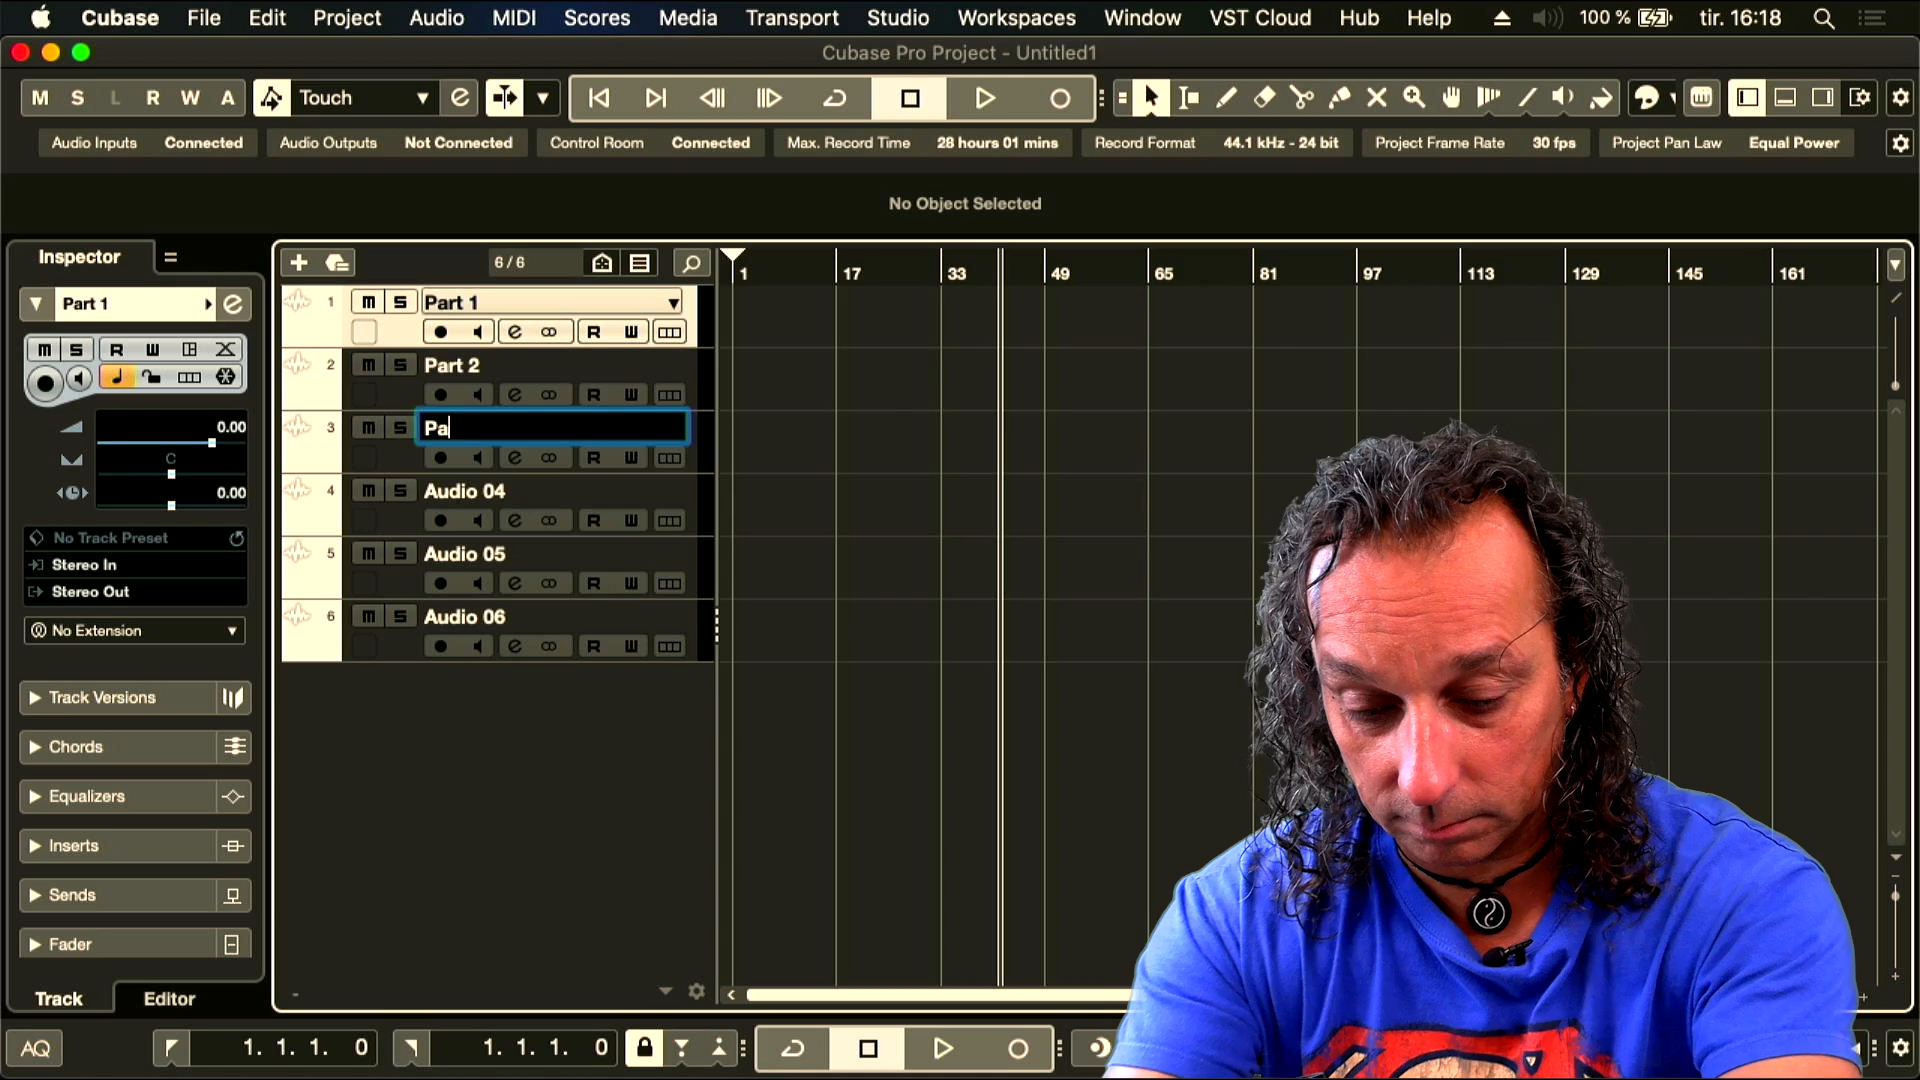 Cubase File Edit Project Audio MIDI Scores Media Transport Studio Workspaces Window VST Cloud Hub Help 100 % tir. 16:18
Cubase Pro Project - Untitled1
M S L R W A Touch
Audio Inputs Connected Audio Outputs Not Connected Control Room Connected Max. Record Time 28 hours 01 mins Record Format 44.1 kHz - 24 bit Project Frame Rate 30 fps Project Pan Law Equal Power
No Object Selected
Inspector
6 / 6
1 17 33 49 65 81 97 113 129 145 161
Part 1
m S R W
0.00
C
0.00
No Track Preset
Stereo In
Stereo Out
No Extension
Track Versions
Chords
Equalizers
Inserts
Sends
Fader
Track Editor
1 m S Part 1
R W
2 m S Part 2
R W
3 m S Pa
R W
4 m S Audio 04
R W
5 m S Audio 05
R W
6 m S Audio 06
R W
AQ 1. 1. 1. 0 1. 1. 1. 0